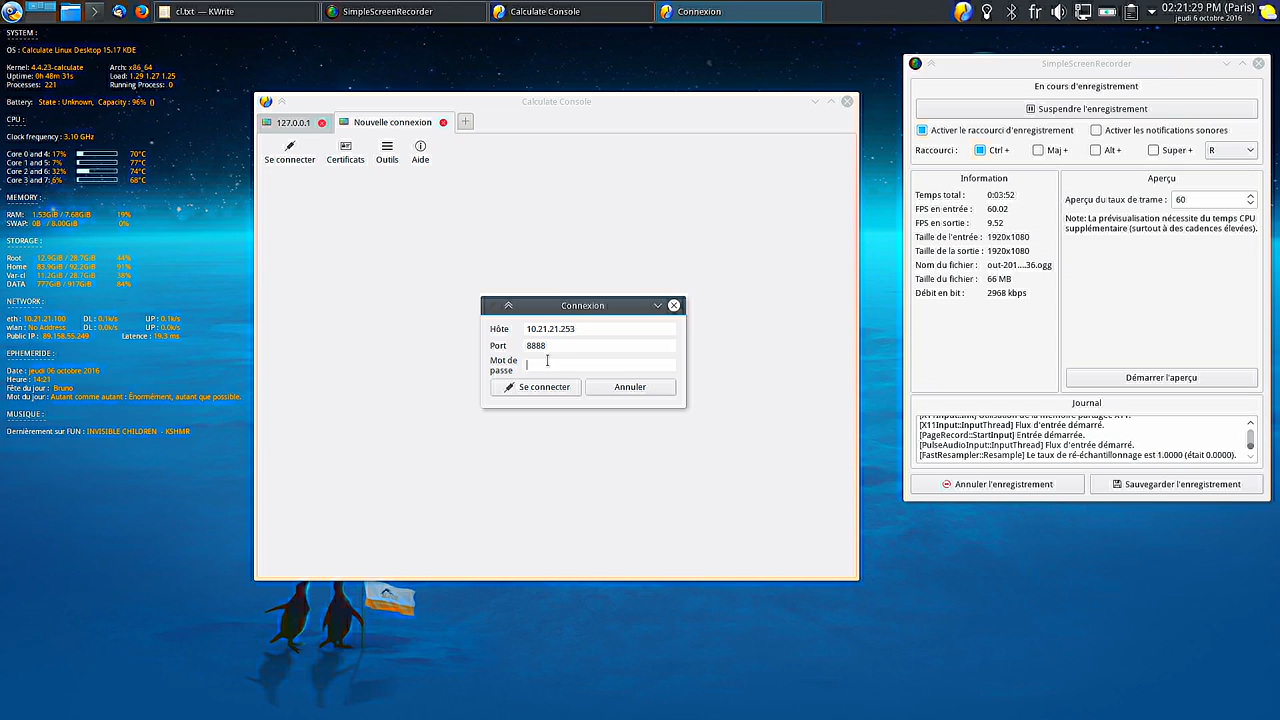 cl.txt — KWrite
SimpleScreenRecorder
Calculate Console
Connexion
fr
02:21:29 PM (Paris)
jeudi 6 octobre 2016
SYSTEM :
OS : Calculate Linux Desktop 15.17 KDE
Kernel: 4.4.23-calculate Arch: x86_64
Uptime: 0h 48m 31s Load: 1.29 1.27 1.25
Processes: 221 Running Process: 0
Battery: State : Unknown, Capacity : 96% ()
CPU :
Clock frequency : 3.10 GHz
Core 0 and 4: 17% 70°C
Core 1 and 5: 7% 77°C
Core 2 and 6: 32% 74°C
Core 3 and 7: 6% 68°C
MEMORY :
RAM: 1.53GiB / 7.68GiB 19%
SWAP: 0B / 8.00GiB 0%
STORAGE :
Root 12.9GiB / 28.7GiB 44%
Home 83.9GiB / 92.2GiB 91%
Var-cl 11.2GiB / 28.7GiB 38%
DATA 777GiB / 917GiB 84%
NETWORK :
eth : 10.21.21.100 DL : 0.1k/s UP : 0.1k/s
wlan : No Address DL : 0.0k/s UP : 0.0k/s
Public IP : 89.158.55.249 Latence : 19.3 ms
EPHEMERIDE :
Date : jeudi 06 octobre 2016
Heure : 14:21
Fête du jour : Bruno
Mot du jour : Autant comme autant : Énormément, autant que possible.
MUSIQUE :
Dernièrement sur FUN : INVISIBLE CHILDREN - KSHMR
Calculate Console
127.0.0.1 Nouvelle connexion
Se connecter Certificats Outils Aide
Connexion
Hôte 10.21.21.253
Port 8888
Mot de
passe
Se connecter Annuler
SimpleScreenRecorder
En cours d'enregistrement
Suspendre l'enregistrement
Activer le raccourci d'enregistrement Activer les notifications sonores
Raccourci : Ctrl + Maj + Alt + Super + R
Information
Temps total : 0:03:52
FPS en entrée : 60.02
FPS en sortie : 9.52
Taille de l'entrée : 1920x1080
Taille de la sortie : 1920x1080
Nom du fichier : out-201....36.ogg
Taille du fichier : 66 MB
Débit en bit : 2968 kbps
Aperçu
Aperçu du taux de trame : 60
Note: La prévisualisation nécessite du temps CPU
supplémentaire (surtout à des cadences élevées).
Démarrer l'aperçu
Journal
[X11Input::Init] Utilisation de la mémoire partagée X11.
[X11Input::InputThread] Flux d'entrée démarré.
[PageRecord::StartInput] Entrée démarrée.
[PulseAudioInput::InputThread] Flux d'entrée démarré.
[FastResampler::Resample] Le taux de ré-échantillonnage est 1.0000 (était 0.0000).
Annuler l'enregistrement Sauvegarder l'enregistrement